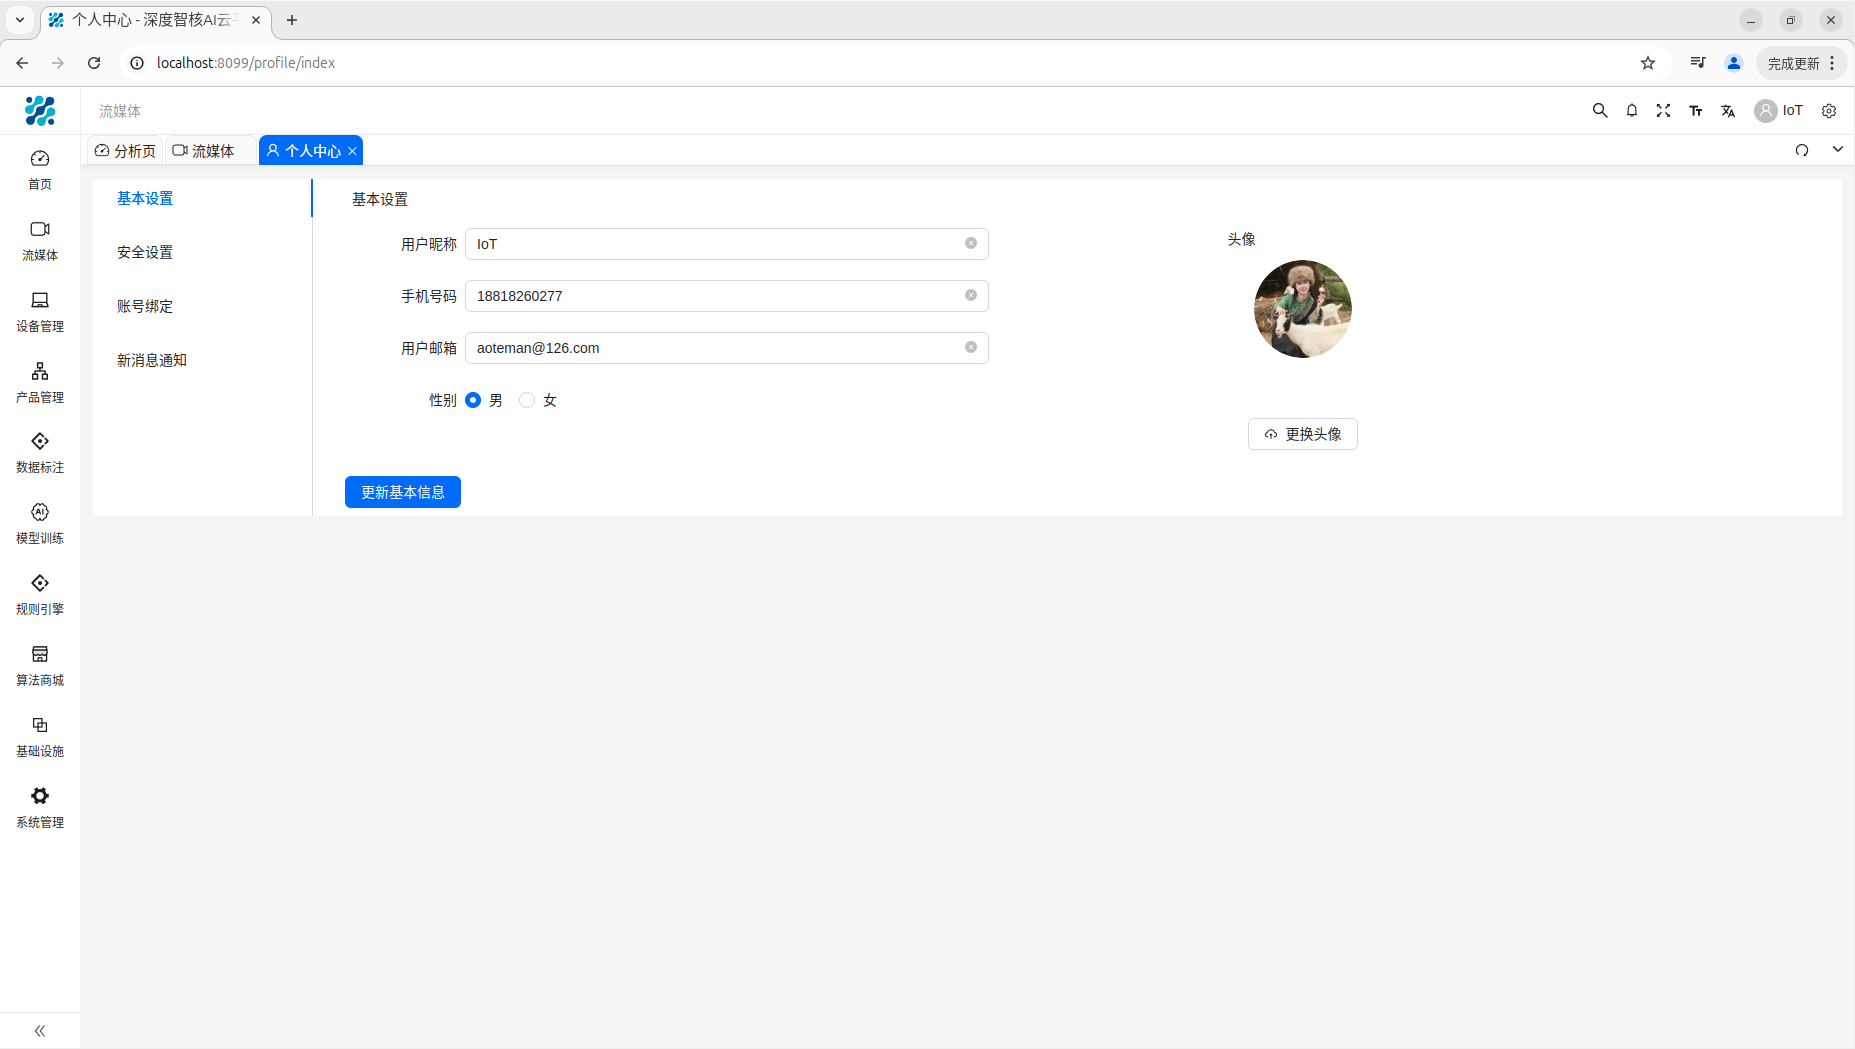 个人中心 - 深度智核AI云
localhost:8099/profile/index
完成更新
流媒体
IoT
分析页
流媒体
个人中心
首页
流媒体
设备管理
产品管理
数据标注
模型训练
规则引擎
算法商城
基础设施
系统管理
基本设置
安全设置
账号绑定
新消息通知
基本设置
用户昵称 IoT
手机号码 18818260277
用户邮箱 aoteman@126.com
性别 男 女
更新基本信息
头像
更换头像